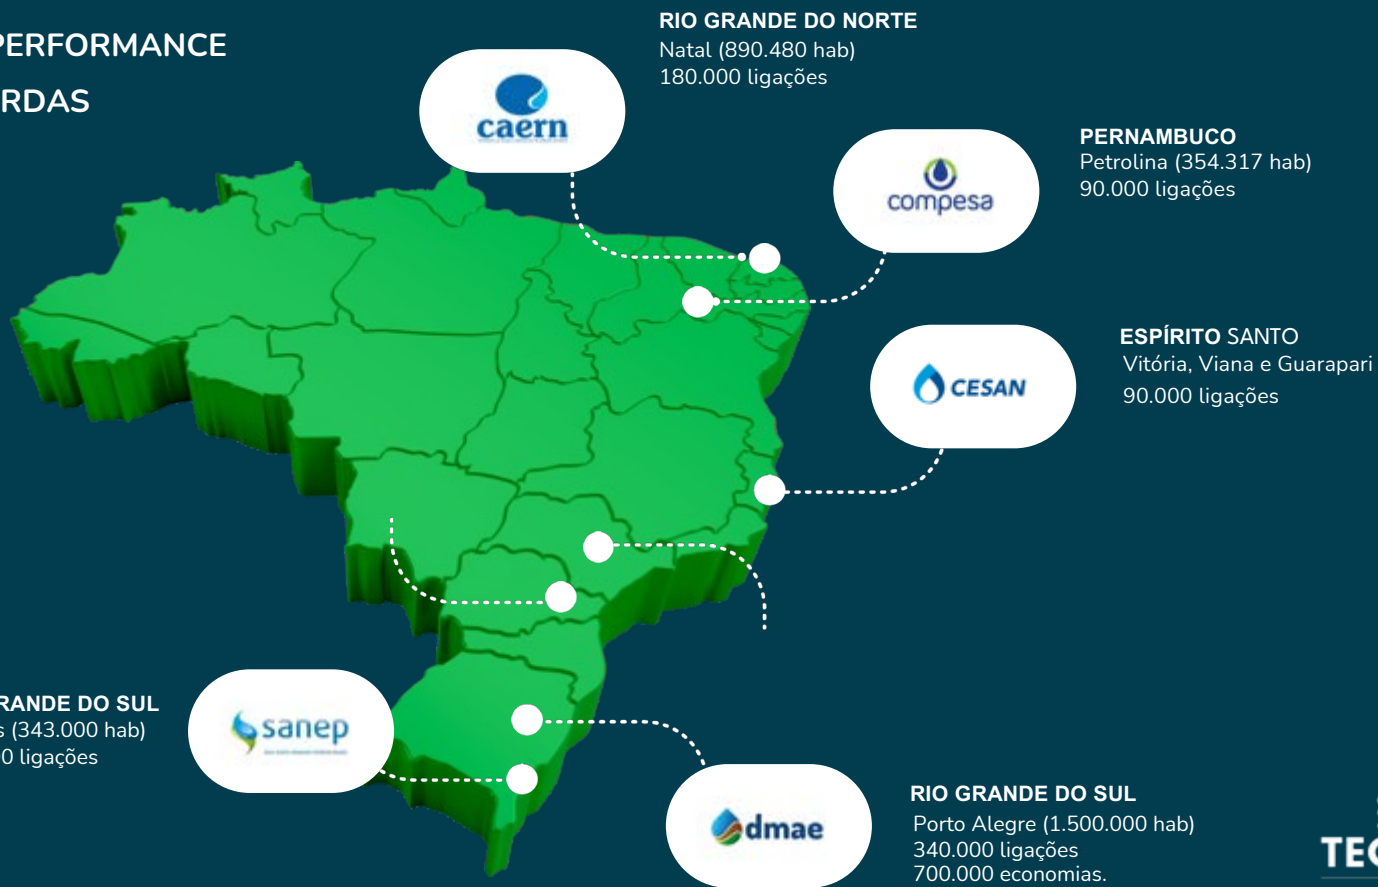 PERFORMANCE
RDAS
RIO GRANDE DO NORTE
Natal (890.480 hab)
180.000 ligações
caern
PERNAMBUCO
Petrolina (354.317 hab)
90.000 ligações
compesa
ESPÍRITO SANTO
Vitória, Viana e Guarapari
90.000 ligações
CESAN
RANDE DO SUL
s (343.000 hab)
0 ligações
sanep
dmae
RIO GRANDE DO SUL
Porto Alegre (1.500.000 hab)
340.000 ligações
700.000 economias.
TEC